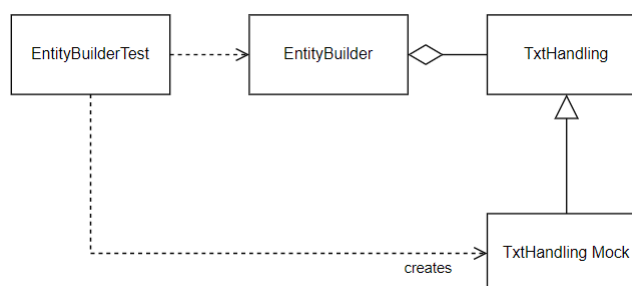 EntityBuilderTest
EntityBuilder
TxtHandling
TxtHandling Mock
creates